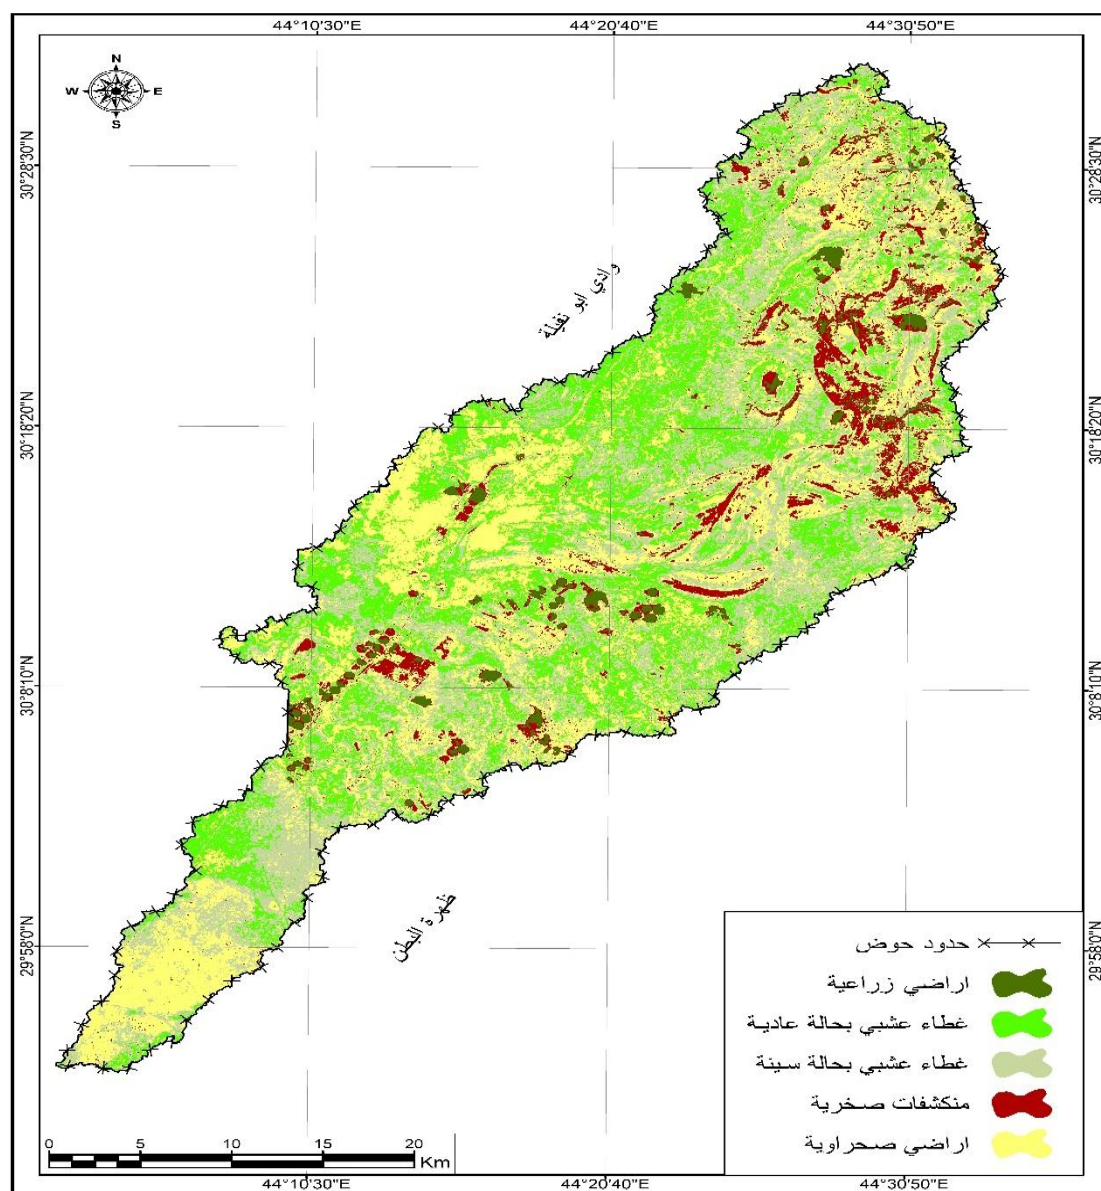 44°10'30"E 44°20'40"E 44°30'50"E
N
W E
S
30°28'30"N 30°28'30"N
وادي ابو نفيلة
30°18'20"N 30°18'20"N
30°8'10"N 30°8'10"N
ظهرة البطن
29°58'0"N 29°58'0"N
حدود حوض
اراضي زراعية
غطاء عشبي بحالة عادية
غطاء عشبي بحالة سيئة
منكشفات صخرية
اراضي صحراوية
0 5 10 15 20
Km
44°10'30"E 44°20'40"E 44°30'50"E